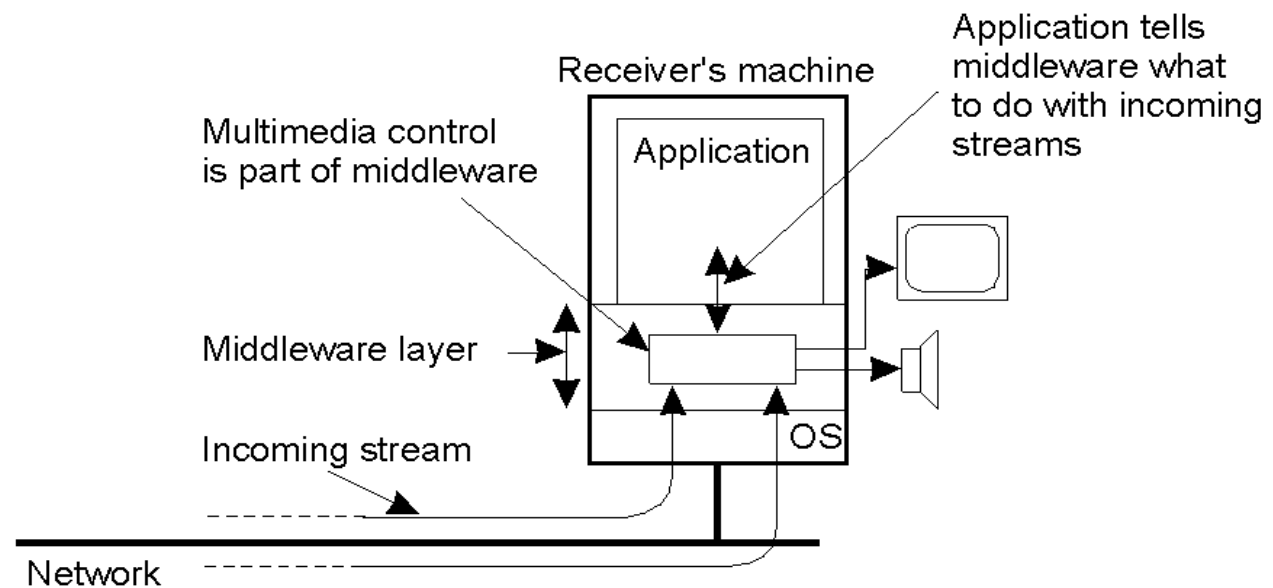 Application tells
middleware what
to do with incoming
streams
Receiver's machine
Multimedia control
is part of middleware
Application
Middleware layer
OS
Incoming stream
Network